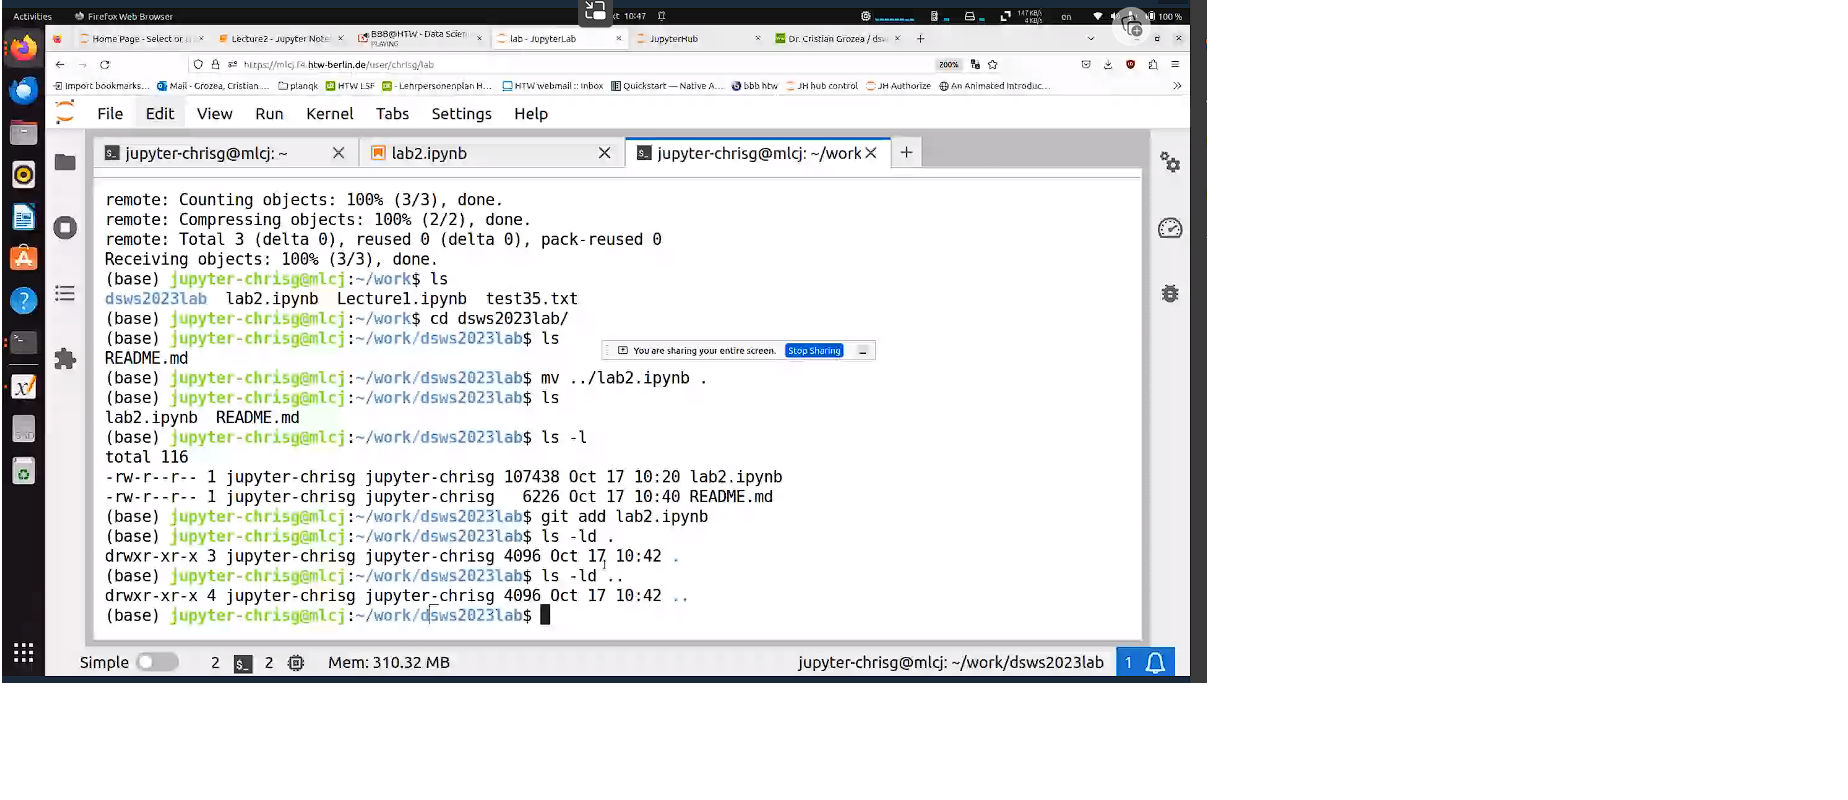 Activities Firefox Web Browser kt 10:47 147 KB/s 4 KB/s en 100 %
Home Page - Select or Lecture2 - Jupyter Note BBB@HTW - Data Scien PLAYING lab - JupyterLab JupyterHub Dr. Cristian Grozea / dsw
https://mlcj.f4.htw-berlin.de/user/chrisg/lab 200%
Import bookmarks... Mail - Grozea, Cristian... planqk HTW LSF - Lehrpersonenplan H... HTW webmail :: Inbox Quickstart — Native A... bbb htw JH hub control JH Authorize An Animated Introduc...
File Edit View Run Kernel Tabs Settings Help
jupyter-chrisg@mlcj: ~ lab2.ipynb jupyter-chrisg@mlcj: ~/work
remote: Counting objects: 100% (3/3), done.
remote: Compressing objects: 100% (2/2), done.
remote: Total 3 (delta 0), reused 0 (delta 0), pack-reused 0
Receiving objects: 100% (3/3), done.
(base) jupyter-chrisg@mlcj:~/work$ ls
dsws2023lab lab2.ipynb Lecture1.ipynb test35.txt
(base) jupyter-chrisg@mlcj:~/work$ cd dsws2023lab/
(base) jupyter-chrisg@mlcj:~/work/dsws2023lab$ ls
You are sharing your entire screen. Stop Sharing
README.md
(base) jupyter-chrisg@mlcj:~/work/dsws2023lab$ mv ../lab2.ipynb .
(base) jupyter-chrisg@mlcj:~/work/dsws2023lab$ ls
lab2.ipynb README.md
(base) jupyter-chrisg@mlcj:~/work/dsws2023lab$ ls -l
total 116
-rw-r--r-- 1 jupyter-chrisg jupyter-chrisg 107438 Oct 17 10:20 lab2.ipynb
-rw-r--r-- 1 jupyter-chrisg jupyter-chrisg 6226 Oct 17 10:40 README.md
(base) jupyter-chrisg@mlcj:~/work/dsws2023lab$ git add lab2.ipynb
(base) jupyter-chrisg@mlcj:~/work/dsws2023lab$ ls -ld .
drwxr-xr-x 3 jupyter-chrisg jupyter-chrisg 4096 Oct 17 10:42 .
(base) jupyter-chrisg@mlcj:~/work/dsws2023lab$ ls -ld ..
drwxr-xr-x 4 jupyter-chrisg jupyter-chrisg 4096 Oct 17 10:42 ..
(base) jupyter-chrisg@mlcj:~/work/dsws2023lab$
Simple 2 $_ 2 Mem: 310.32 MB jupyter-chrisg@mlcj: ~/work/dsws2023lab 1